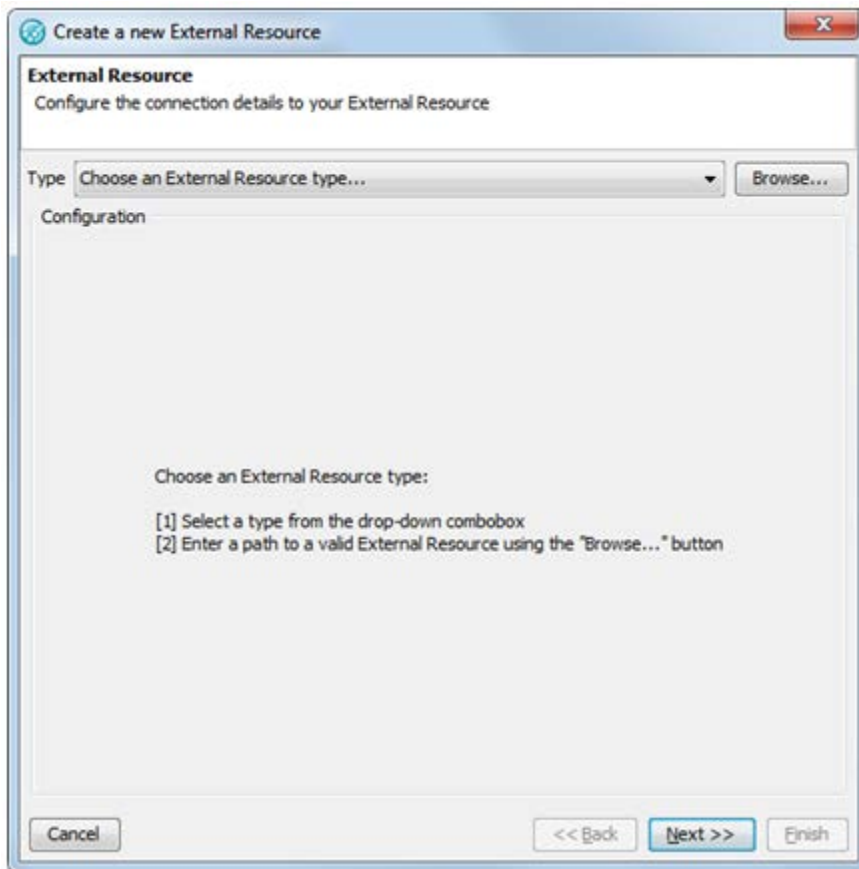 Create a new External Resource
External Resource
Configure the connection details to your External Resource
Type Choose an External Resource type... Browse...
Configuration
Choose an External Resource type:
[1] Select a type from the drop-down combobox
[2] Enter a path to a valid External Resource using the "Browse..." button
Cancel << Back Next >> Finish